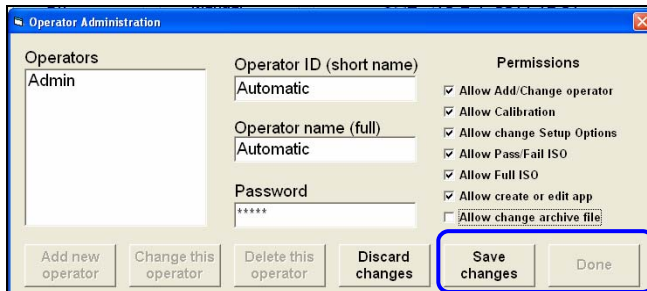 Operator Administration
Operators
Admin
Operator ID (short name)
Automatic
Operator name (full)
Automatic
Password
*****
Permissions
Allow Add/Change operator
Allow Calibration
Allow change Setup Options
Allow Pass/Fail ISO
Allow Full ISO
Allow create or edit app
Allow change archive file
Add new operator
Change this operator
Delete this operator
Discard changes
Save changes
Done